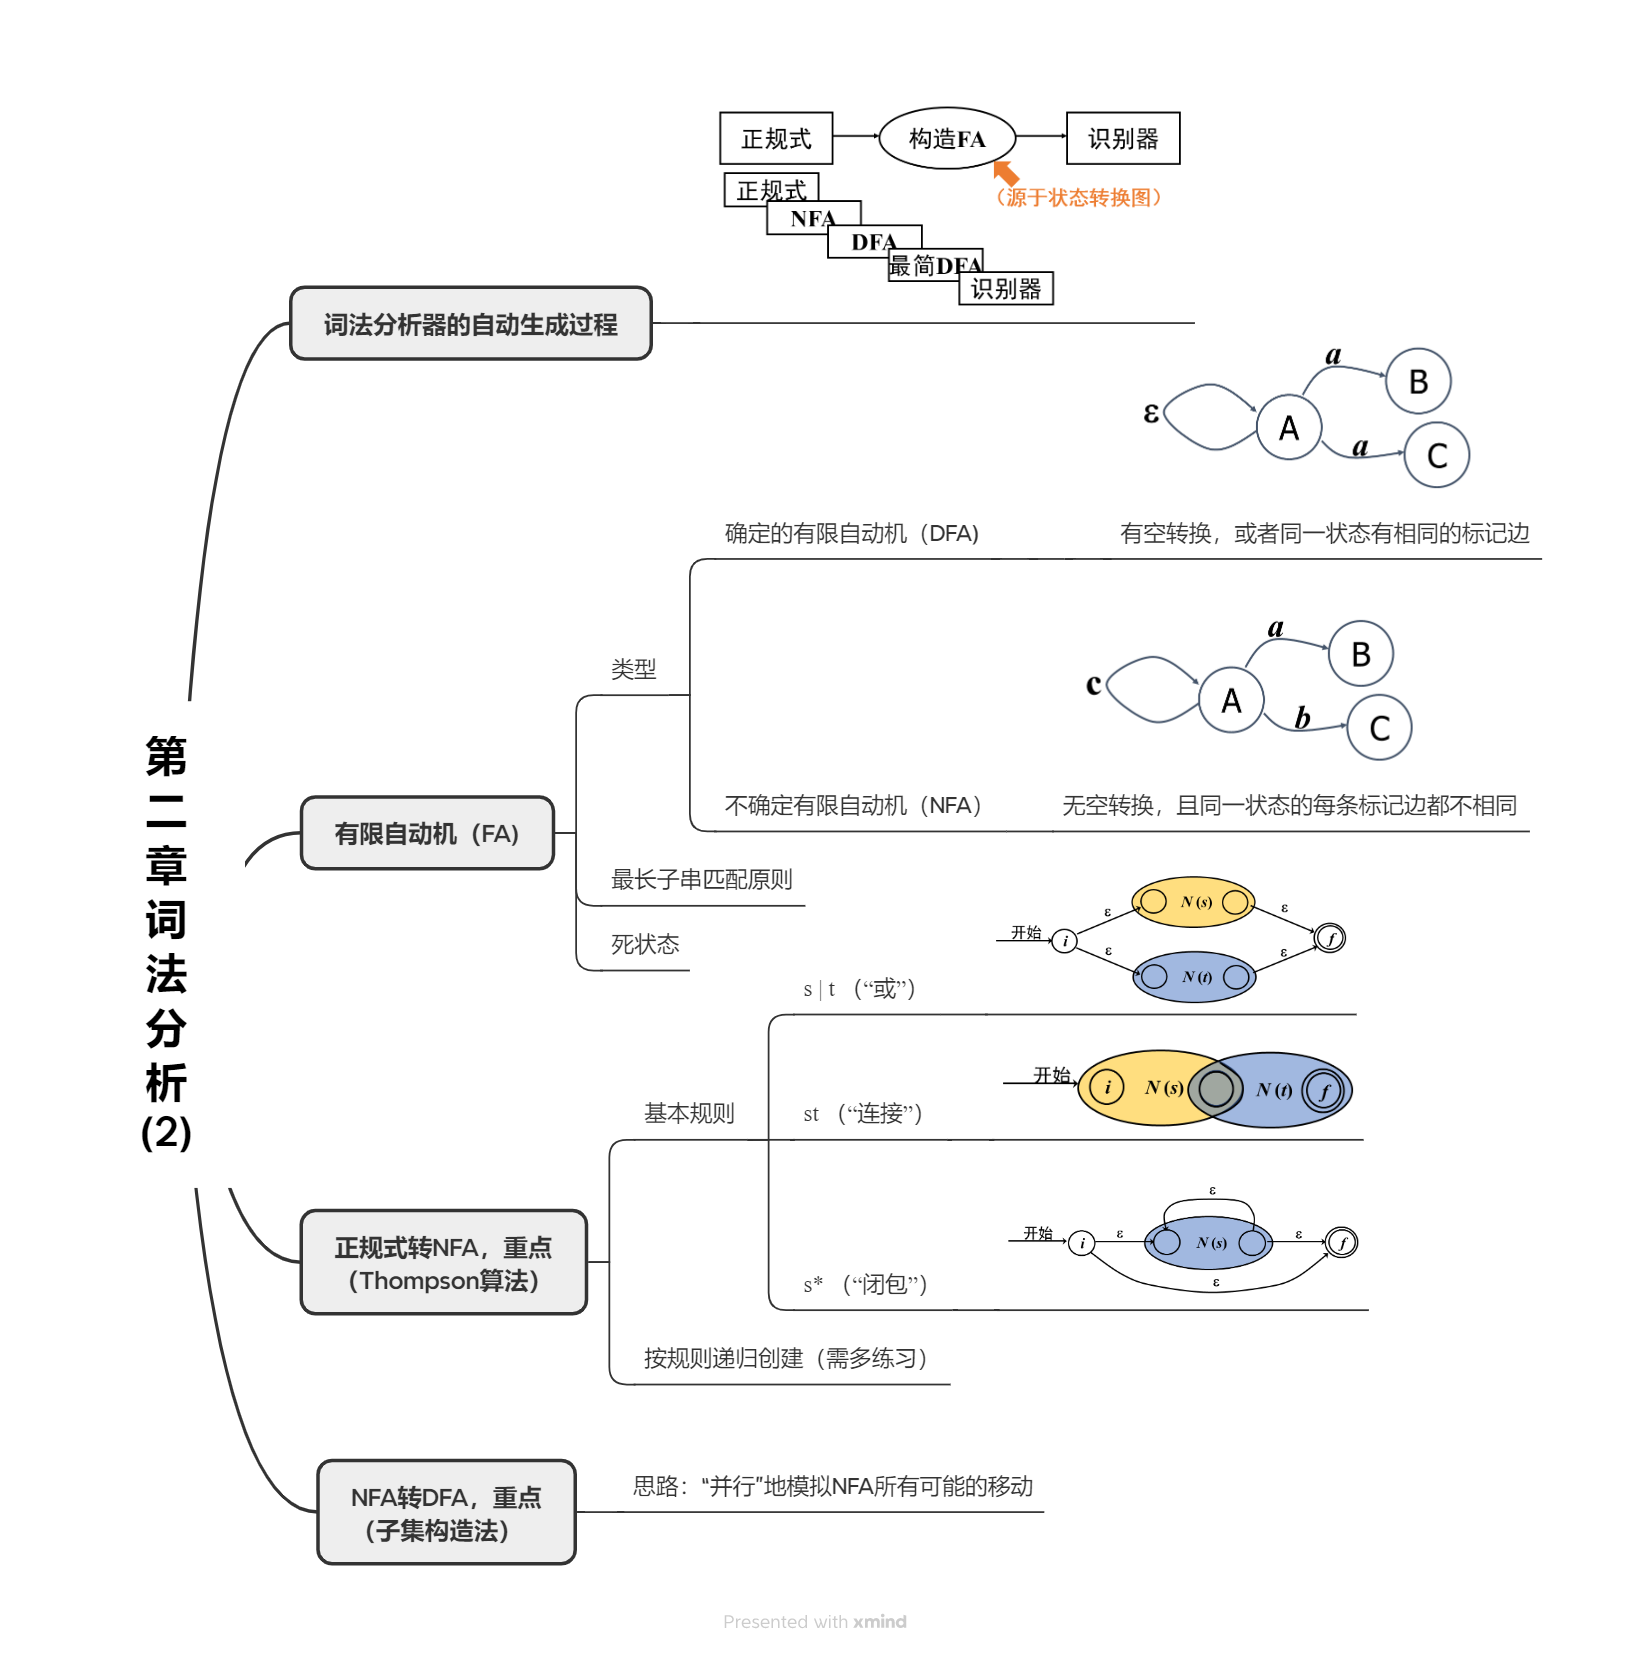 正规式
构造FA
识别器
(源于状态转换图)
正规式
NFA
DFA
最简DFA
识别器
词法分析器的自动生成过程
ε
A
a
B
a
C
确定的有限自动机（DFA)
有空转换，或者同一状态有相同的标记边
类型
c
A
a
B
b
C
不确定有限自动机（NFA）
无空转换，且同一状态的每条标记边都不相同
第二章词法分析(2)
有限自动机（FA)
最长子串匹配原则
死状态
s | t （“或”）
开始
i
ε
ε
N (s)
N (t)
ε
ε
f
基本规则
st （“连接”）
开始
i
N (s)
N (t)
f
s* （“闭包”）
开始
i
ε
ε
N (s)
ε
ε
f
正规式转NFA，重点
（Thompson算法）
按规则递归创建（需多练习）
NFA转DFA，重点
（子集构造法）
思路：“并行”地模拟NFA所有可能的移动
Presented with xmind